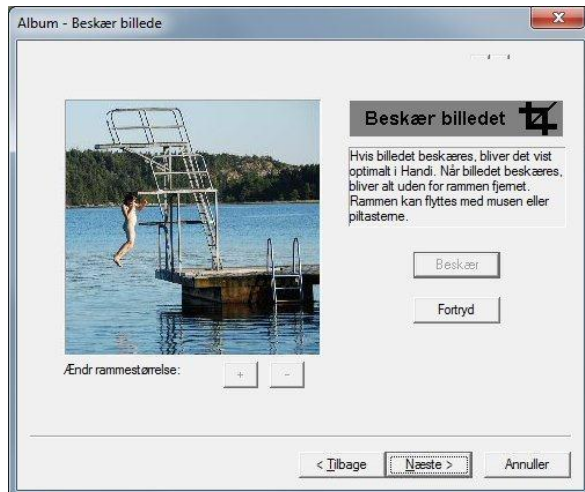 Album - Beskær billede
Beskær billedet
Hvis billedet beskæres, bliver det vist
optimalt i Handi. Når billedet beskæres,
bliver alt uden for rammen fjernet.
Rammen kan flyttes med musen eller
piltasterne.
Beskær
Fortryd
Ændr rammestørrelse:
+
-
< Tilbage
Næste >
Annuller